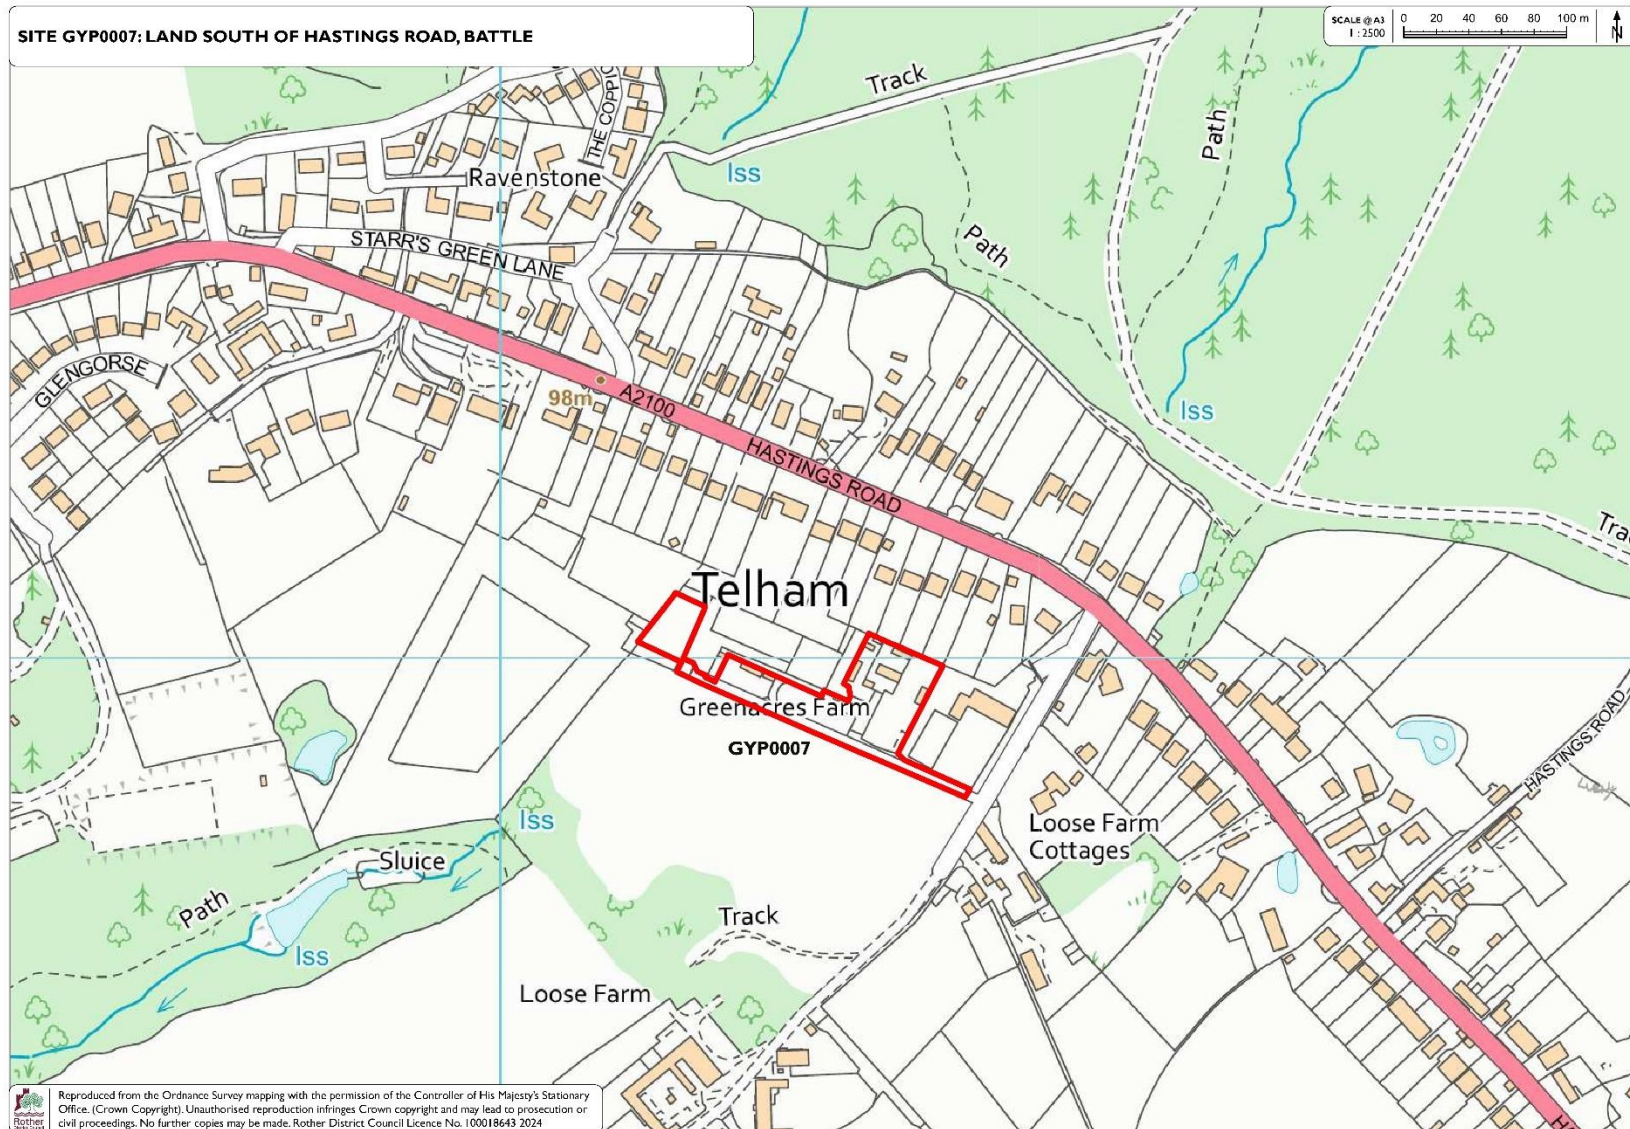 SITE GYP0007: LAND SOUTH OF HASTINGS ROAD, BATTLE
SCALE @ A3
1 : 2500
0 20 40 60 80 100 m
N
Track
THE COPPIC
Path
Ravenstone
Iss
STARR'S GREEN LANE
Path
GLENGORSE
98m
A2100
Iss
HASTINGS ROAD
Telham
Greenacres Farm
GYP0007
HASTINGS ROAD
Iss
Loose Farm
Cottages
Sluice
Path
Track
Iss
Loose Farm
Rother
Reproduced from the Ordnance Survey mapping with the permission of the Controller of His Majesty's Stationary
Office. (Crown Copyright). Unauthorised reproduction infringes Crown copyright and may lead to prosecution or
civil proceedings. No further copies may be made. Rother District Council Licence No. 100018643 2024